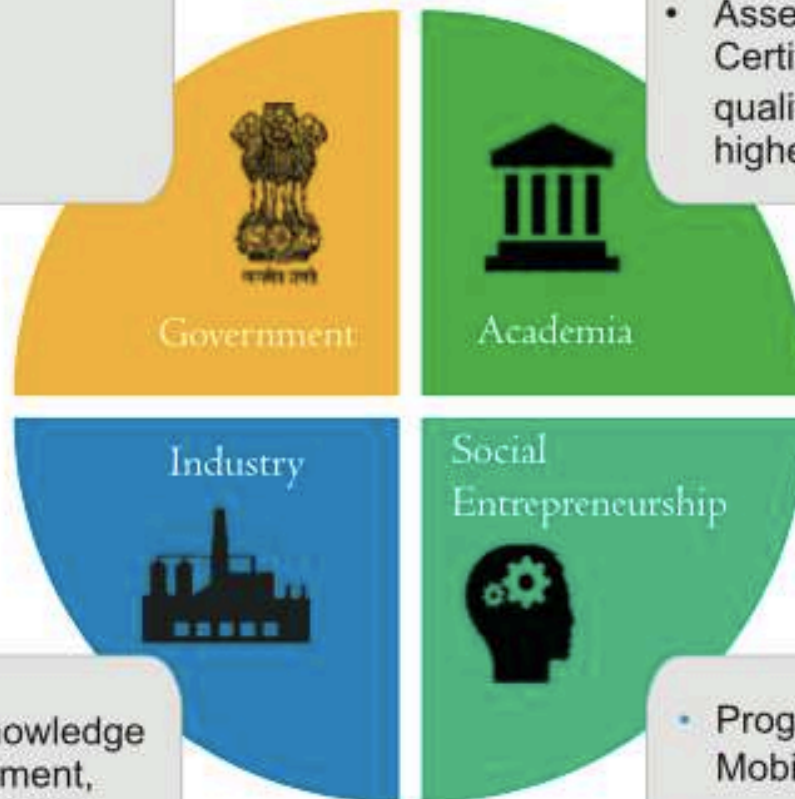 • Asse
Certi
quali
highe
Government
Academia
Industry
Social
Entrepreneurship
owledge
ment,
• Prog
Mobi